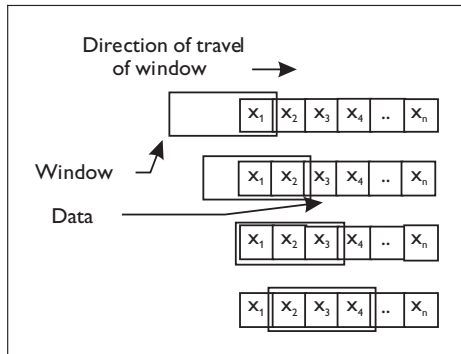 Direction of travel
of window
x₁ x₂ x₃ x₄ .. xₙ
Window
x₁ x₂ x₃ x₄ .. xₙ
Data
x₁ x₂ x₃ x₄ .. xₙ
x₁ x₂ x₃ x₄ .. xₙ